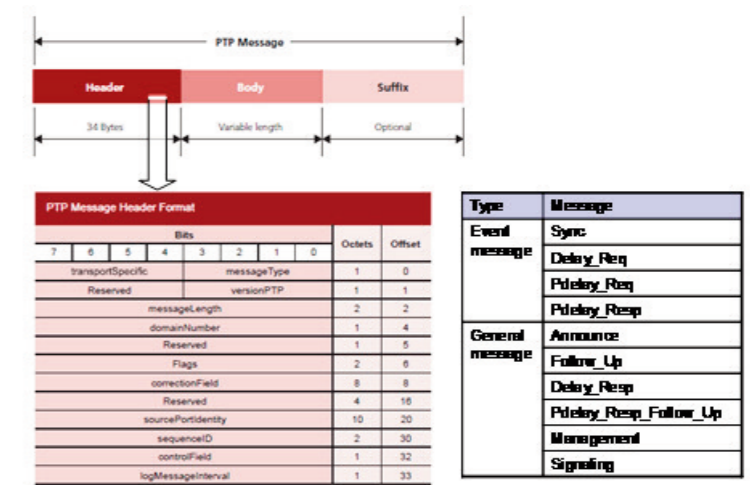 PTP Message
Header Body Suffix
34 Bytes Variable length Optional
PTP Message Header Format
Bits Octets Offset
7 6 5 4 3 2 1 0
transportSpecific messageType 1 0
Reserved versionPTP 1 1
messageLength 2 2
domainNumber 1 4
Reserved 1 5
Flags 2 6
correctionField 8 8
Reserved 4 16
sourcePortIdentity 10 20
sequenceID 2 30
controlField 1 32
logMessageInterval 1 33
Type Message
Event message Sync
Delay_Req
Pdelay_Req
Pdelay_Resp
General message Announce
Follow_Up
Delay_Resp
Pdelay_Resp_Follow_Up
Management
Signaling